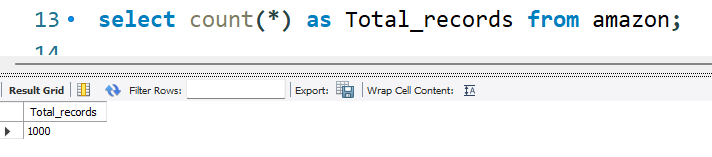 13 select count(*) as Total_records from amazon;
14
Result Grid Filter Rows: Export: Wrap Cell Content:
Total_records
1000